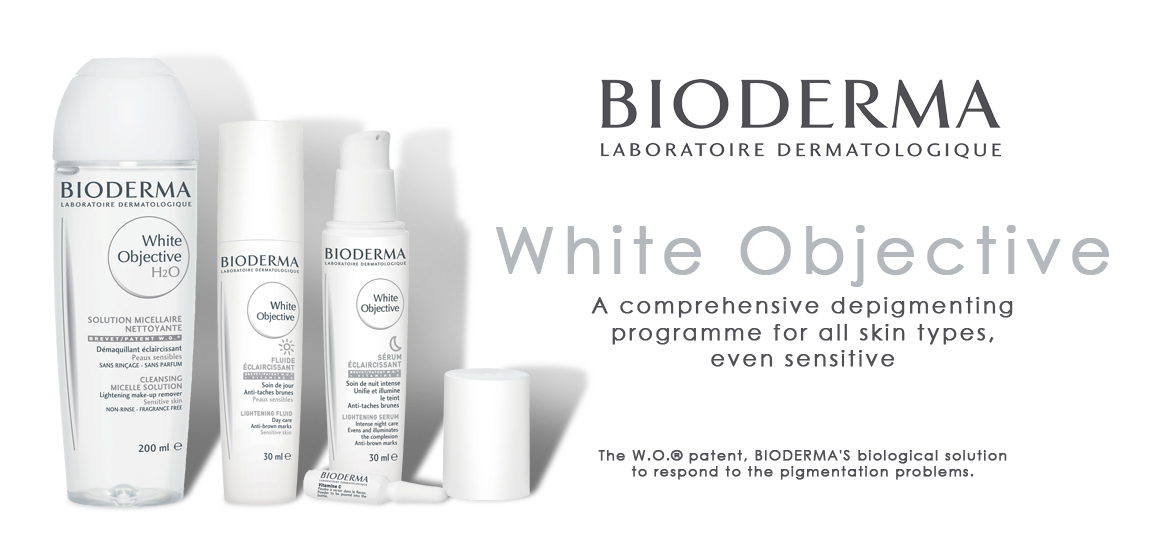 BIODERMA
LABORATOIRE DERMATOLOGIQUE
White
Objective
H2O
SOLUTION MICELLAIRE
NETTOYANTE
BREVET/PATENT W.O.®
Démaquillant éclaircissant
Peaux sensibles
SANS RINÇAGE - SANS PARFUM
CLEANSING
MICELLE SOLUTION
Lightening make-up remover
Sensitive skin
NON-RINSE - FRAGRANCE FREE
200 ml e
BIODERMA
LABORATOIRE DERMATOLOGIQUE
White
Objective
FLUIDE
ÉCLAIRCISSANT
Soin de jour
Anti-taches brunes
Peaux sensibles
LIGHTENING FLUID
Day care
Anti-brown marks
Sensitive skin
30 ml e
BIODERMA
LABORATOIRE DERMATOLOGIQUE
White
Objective
SÉRUM
ÉCLAIRCISSANT
Soin de nuit intense
Unifie et illumine
le teint
Anti-taches brunes
LIGHTENING SERUM
Intense night care
Evens and illuminates
the complexion
Anti-brown marks
30 ml e
BIODERMA
Vitamine C
BIODERMA
LABORATOIRE DERMATOLOGIQUE
White Objective
A comprehensive depigmenting
programme for all skin types,
even sensitive
The W.O.® patent, BIODERMA'S biological solution
to respond to the pigmentation problems.